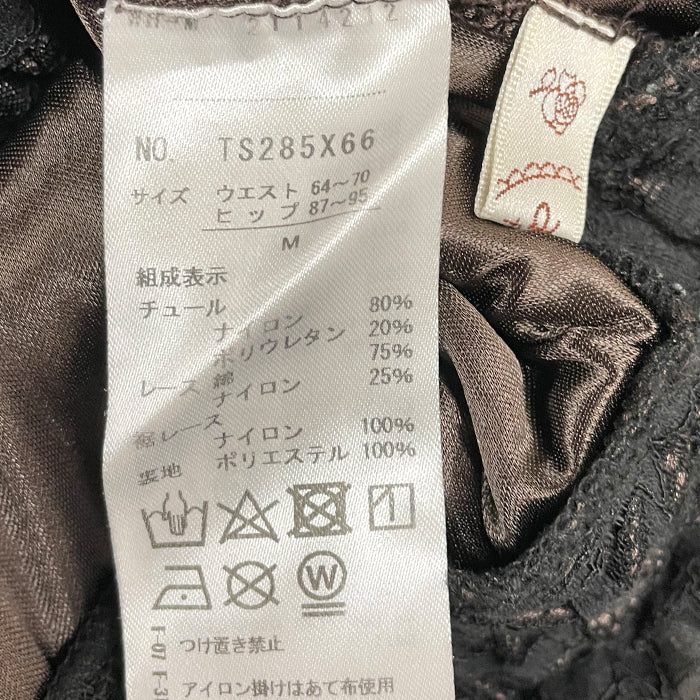 2114212
NO. TS285X66
サイズ ウエスト 64～70
ヒップ 87～95
M
組成表示
チュール
ナイロン 80%
ポリウレタン 20%
レース 綿 75%
ナイロン 25%
裾レース
ナイロン 100%
裏地 ポリエステル 100%
W
つけ置き禁止
アイロン掛けはあて布使用